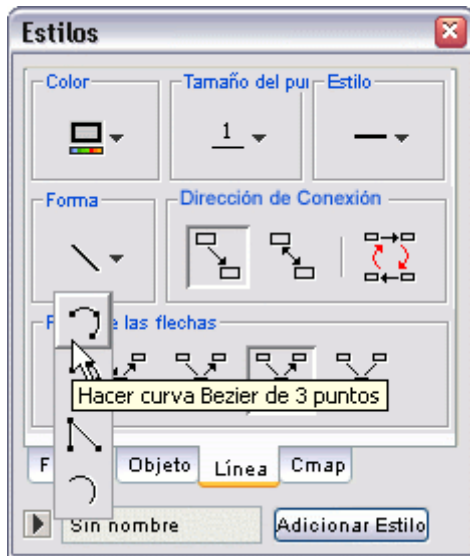 Estilos
Color
Tamaño del pu
Estilo
1
Forma
Dirección de Conexión
las flechas
Hacer curva Bezier de 3 puntos
F
Objeto
Línea
Cmap
Sin nombre
Adicionar Estilo